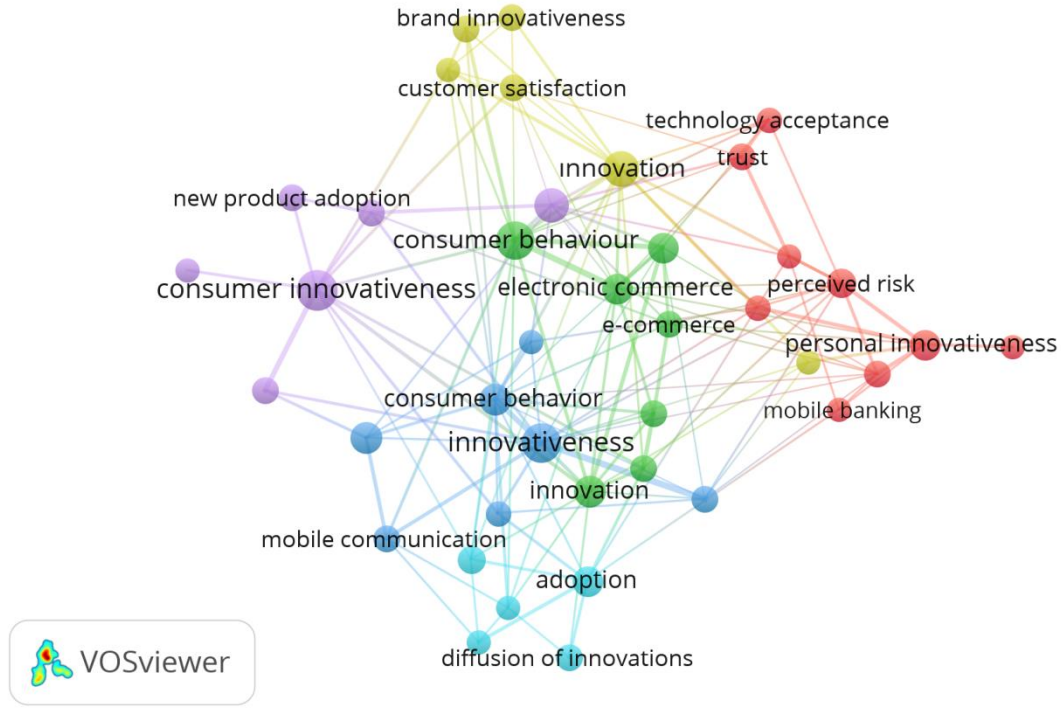 brand innovativeness
customer satisfaction
technology acceptance
trust
ınnovation
new product adoption
consumer behaviour
consumer innovativeness
electronic commerce
perceived risk
e-commerce
personal innovativeness
consumer behavior
mobile banking
innovativeness
innovation
mobile communication
adoption
diffusion of innovations
VOSviewer